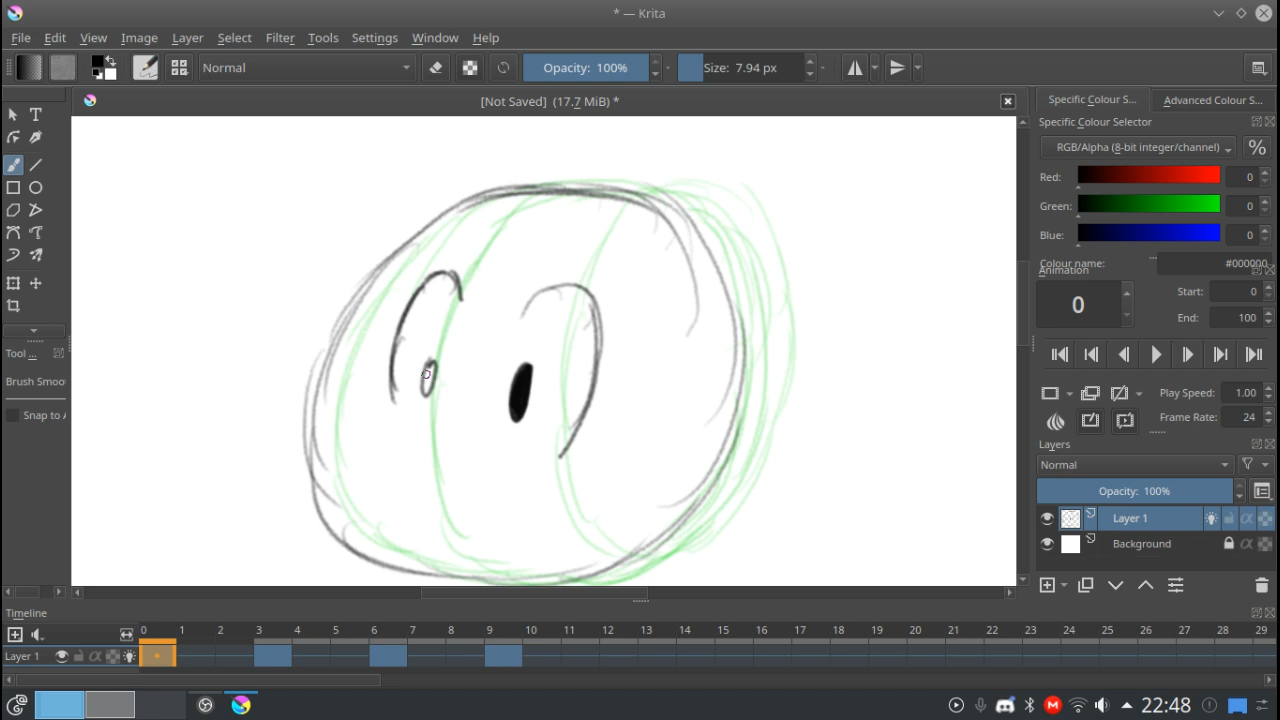 * — Krita
File Edit View Image Layer Select Filter Tools Settings Window Help
Normal
Opacity: 100%
Size: 7.94 px
[Not Saved] (17.7 MiB) *
Specific Colour S...
Advanced Colour S...
Specific Colour Selector
RGB/Alpha (8-bit integer/channel)
%
Red: 0
Green: 0
Blue: 0
Colour name: #000000
Animation
0
Start: 0
End: 100
Play Speed: 1.00
Frame Rate: 24
Tool ...
Brush Smoo
Snap to A
Layers
Normal
Opacity: 100%
Layer 1
Background
Timeline
0 1 2 3 4 5 6 7 8 9 10 11 12 13 14 15 16 17 18 19 20 21 22 23 24 25 26 27 28 29
Layer 1
22:48